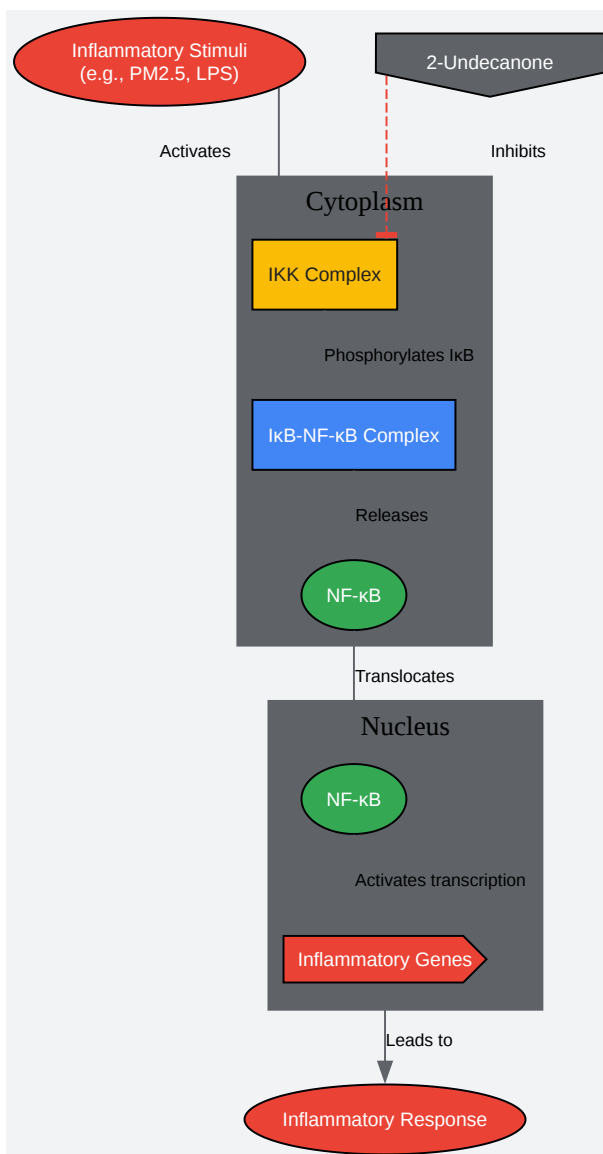 Inflammatory Stimuli
(e.g., PM2.5, LPS)
2-Undecanone
Activates
Inhibits
Cytoplasm
IKK Complex
Phosphorylates IκB
IκB-NF-κB Complex
Releases
NF-κB
Translocates
Nucleus
NF-κB
Activates transcription
Inflammatory Genes
Leads to
Inflammatory Response